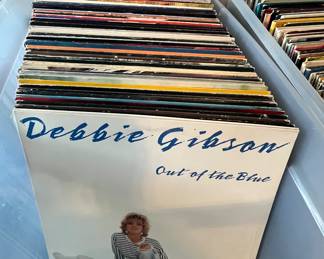 Debbie Gibson
Out of the Blue